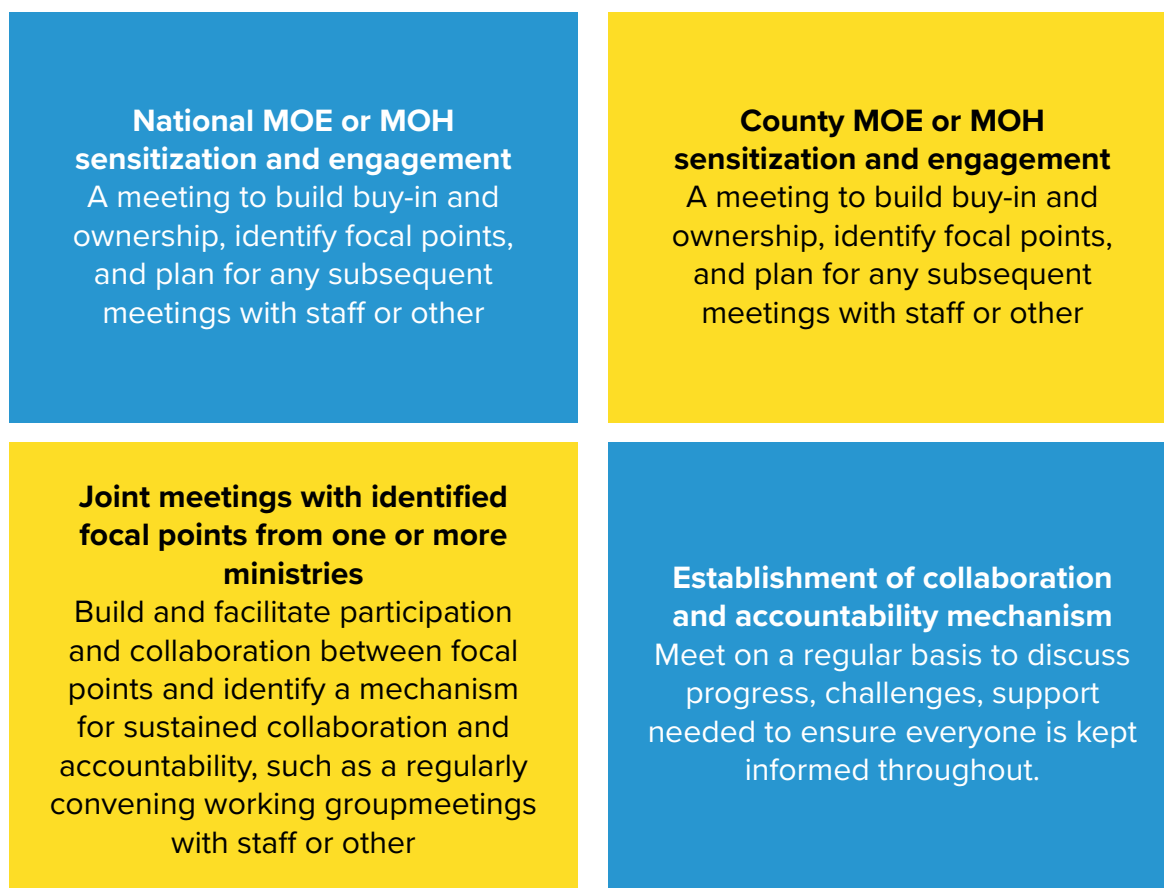 National MOE or MOH
sensitization and engagement
A meeting to build buy-in and
ownership, identify focal points,
and plan for any subsequent
meetings with staff or other
County MOE or MOH
sensitization and engagement
A meeting to build buy-in and
ownership, identify focal points,
and plan for any subsequent
meetings with staff or other
Joint meetings with identified
focal points from one or more
ministries
Build and facilitate participation
and collaboration between focal
points and identify a mechanism
for sustained collaboration and
accountability, such as a regularly
convening working groupmeetings
with staff or other
Establishment of collaboration
and accountability mechanism
Meet on a regular basis to discuss
progress, challenges, support
needed to ensure everyone is kept
informed throughout.